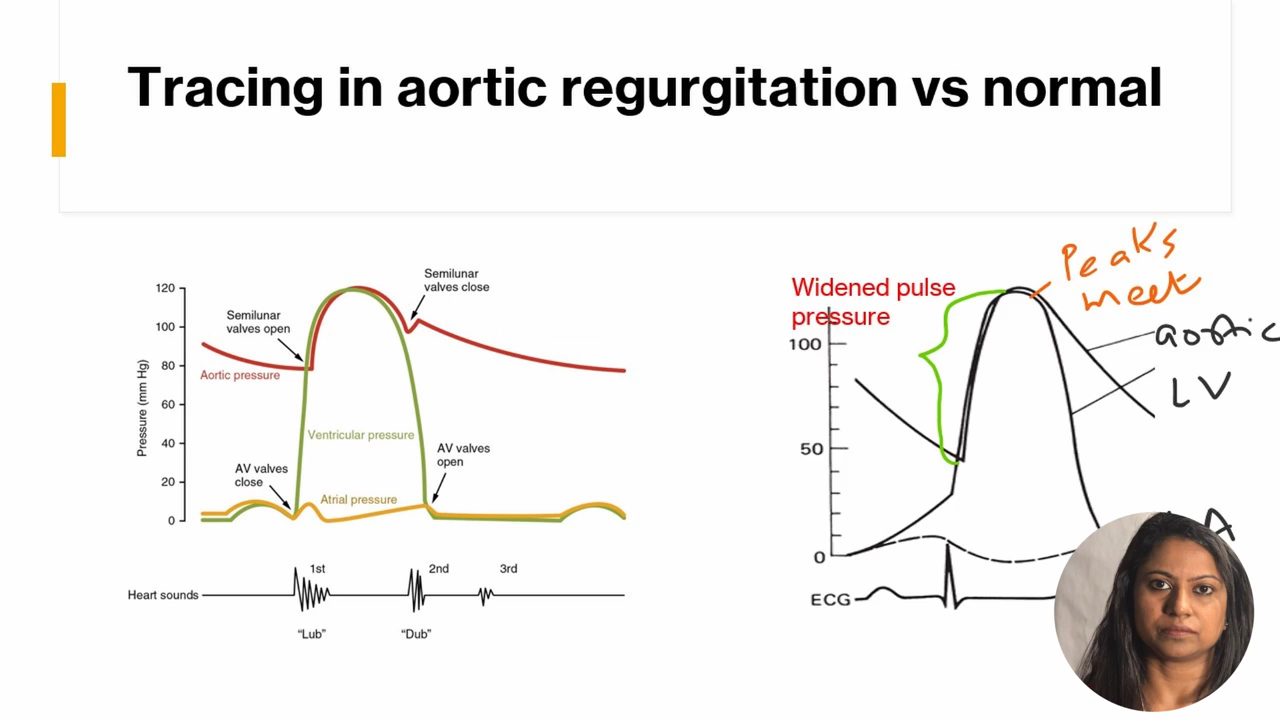 Tracing in aortic regurgitation vs normal
120
100
80
60
40
20
0
Pressure (mm Hg)
Semilunar
valves open
Semilunar
valves close
Aortic pressure
Ventricular pressure
AV valves
close
AV valves
open
Atrial pressure
Heart sounds
1st
2nd
3rd
“Lub”
“Dub”
Widened pulse
pressure
Peaks
meet
aortic
LV
100
50
0
ECG